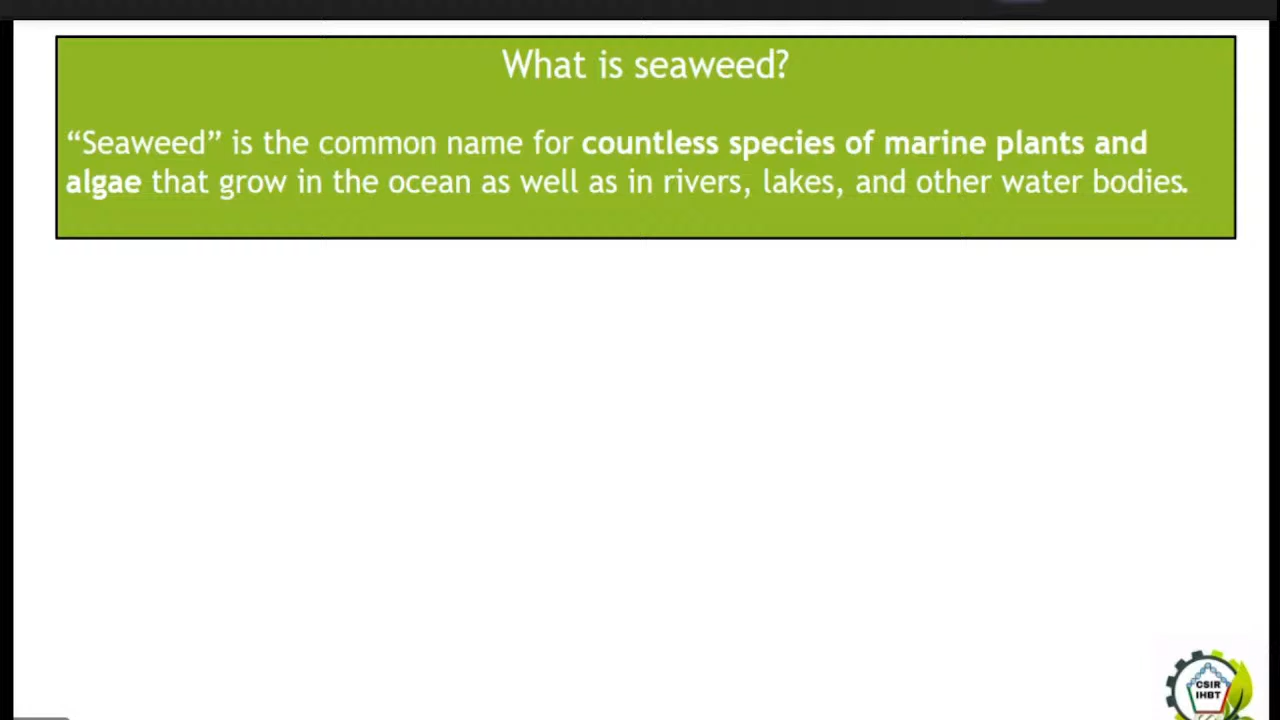 What is seaweed?
“Seaweed” is the common name for countless species of marine plants and
algae that grow in the ocean as well as in rivers, lakes, and other water bodies.
CSIR
IHBT